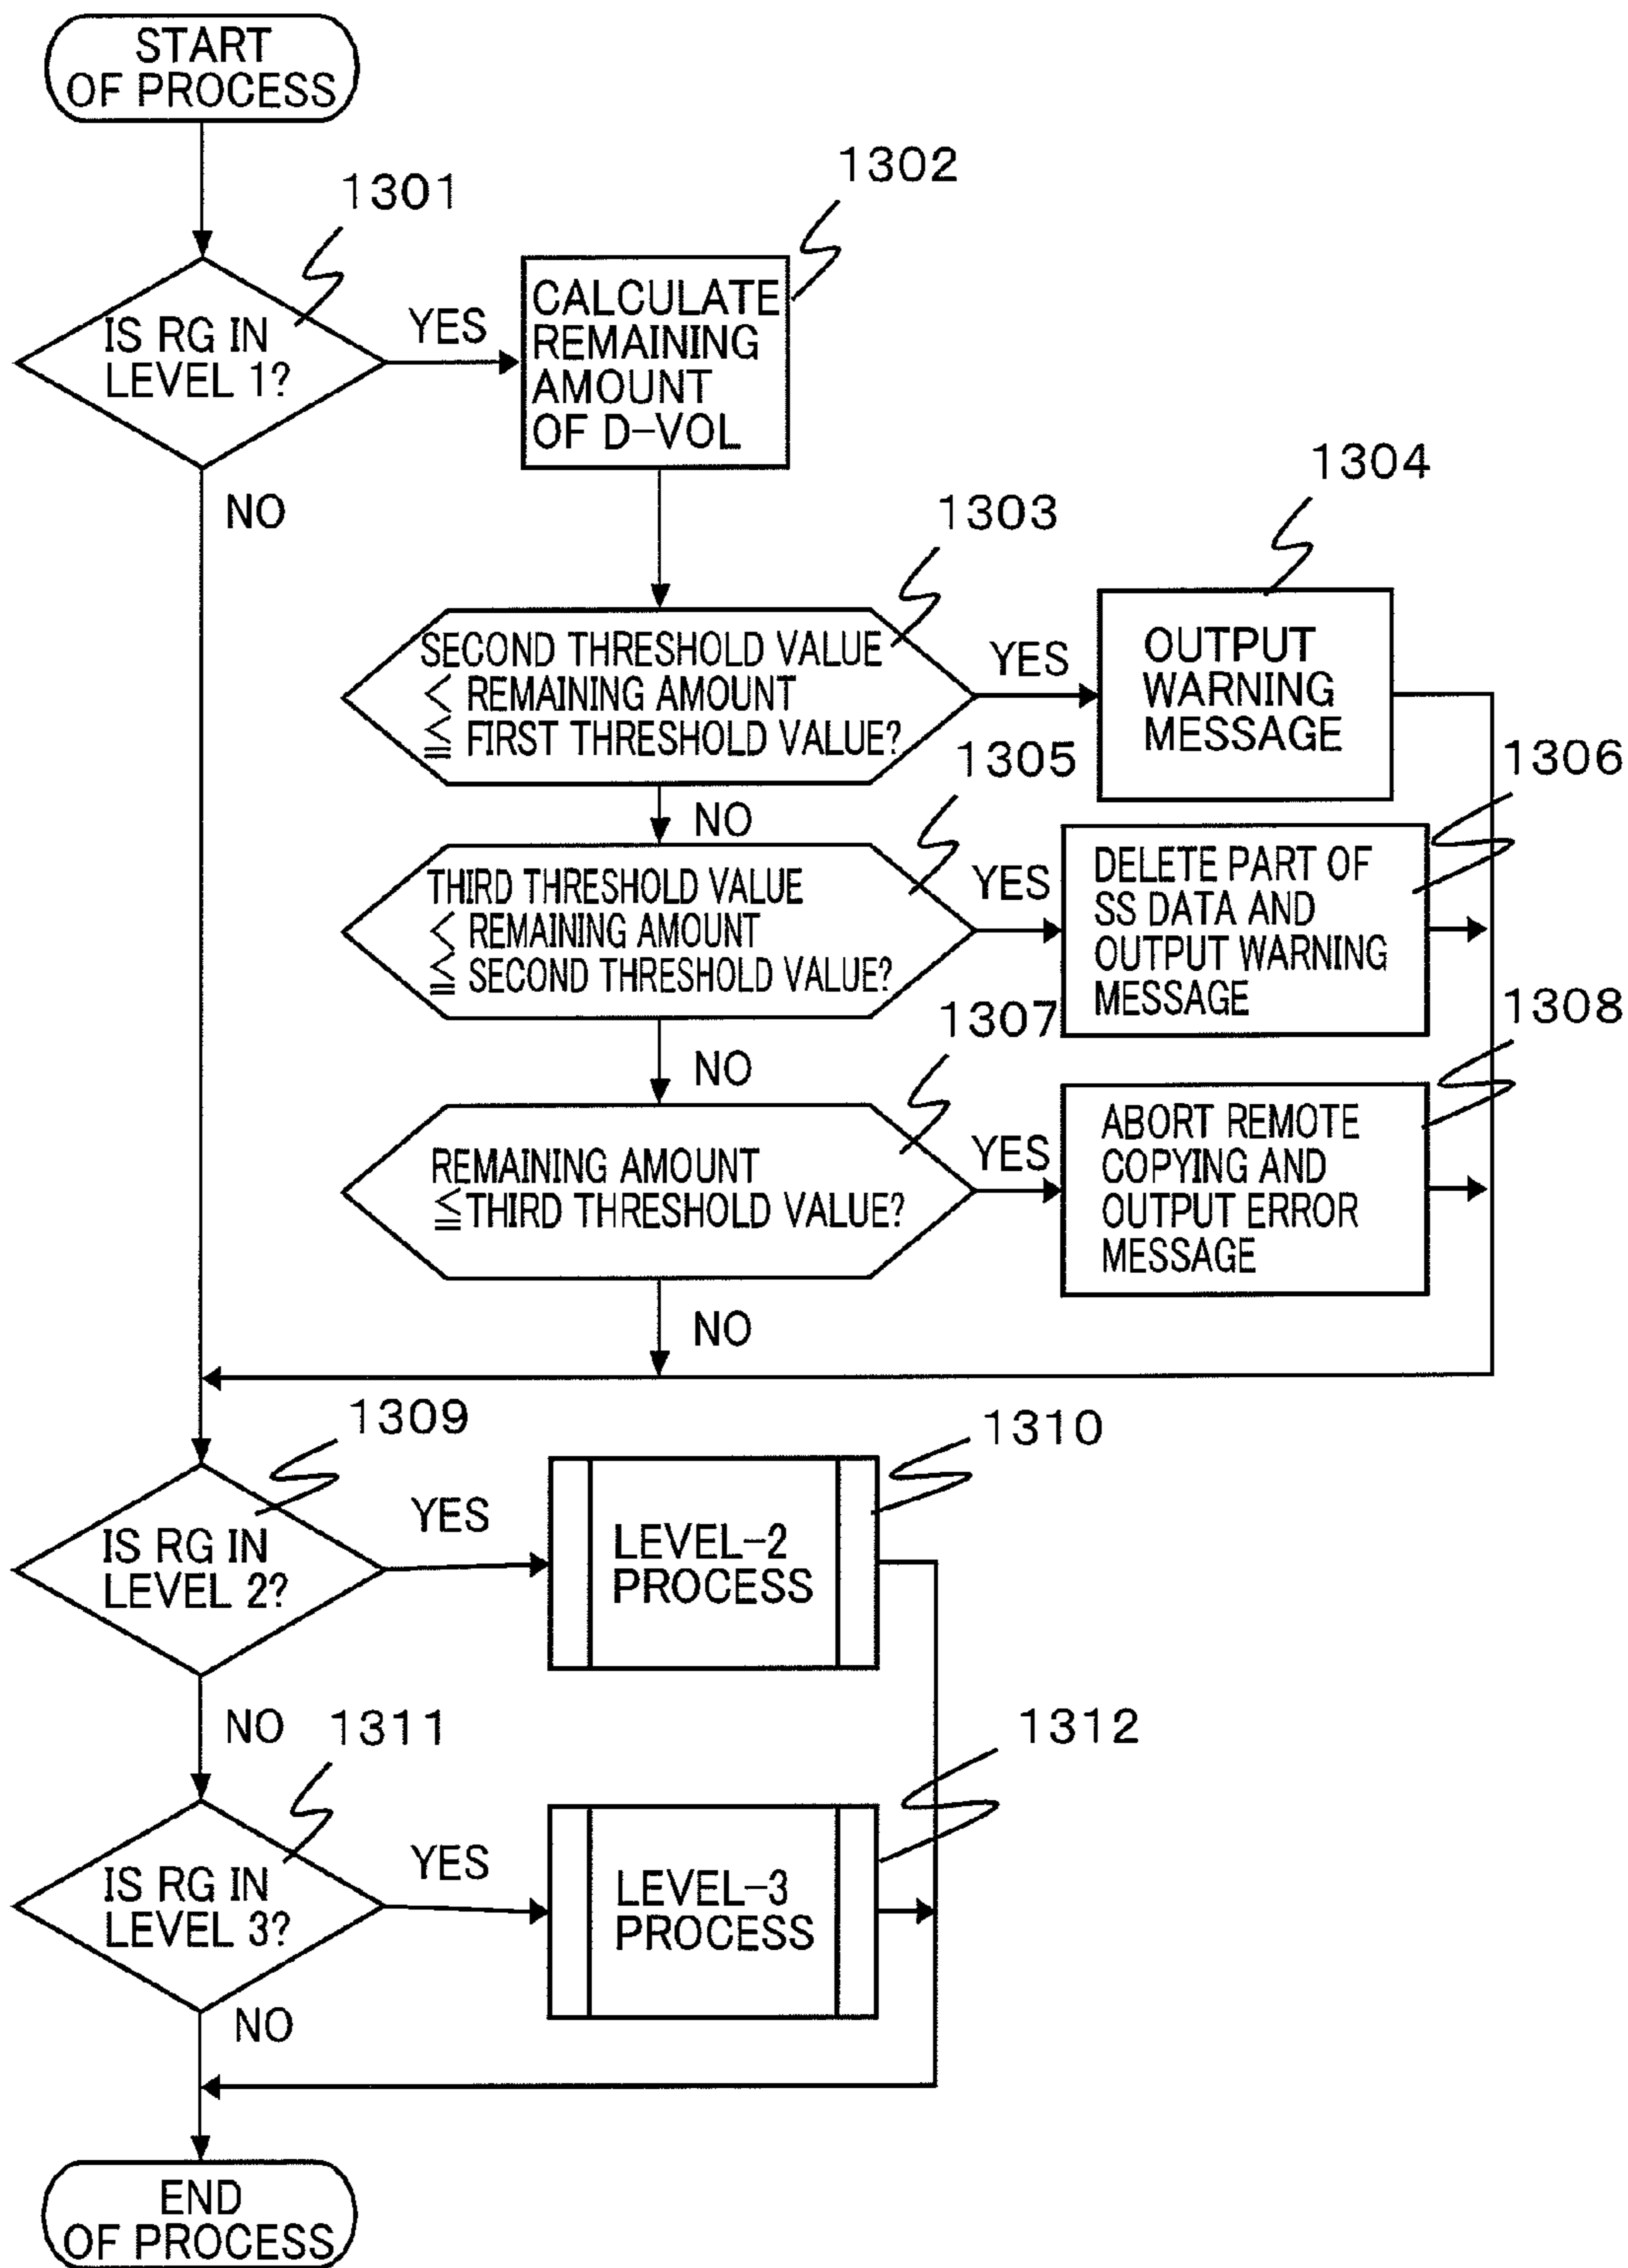 START
OF PROCESS
1301
1302
IS RG IN
LEVEL 1?
YES
CALCULATE
REMAINING
AMOUNT
OF D-VOL
NO
1303
1304
SECOND THRESHOLD VALUE
< REMAINING AMOUNT
≦ FIRST THRESHOLD VALUE?
YES
OUTPUT
WARNING
MESSAGE
NO
1305
1306
THIRD THRESHOLD VALUE
< REMAINING AMOUNT
≦ SECOND THRESHOLD VALUE?
YES
DELETE PART OF
SS DATA AND
OUTPUT WARNING
MESSAGE
NO
1307
1308
REMAINING AMOUNT
≦THIRD THRESHOLD VALUE?
YES
ABORT REMOTE
COPYING AND
OUTPUT ERROR
MESSAGE
NO
1309
1310
IS RG IN
LEVEL 2?
YES
LEVEL-2
PROCESS
NO
1311
1312
IS RG IN
LEVEL 3?
YES
LEVEL-3
PROCESS
NO
END
OF PROCESS